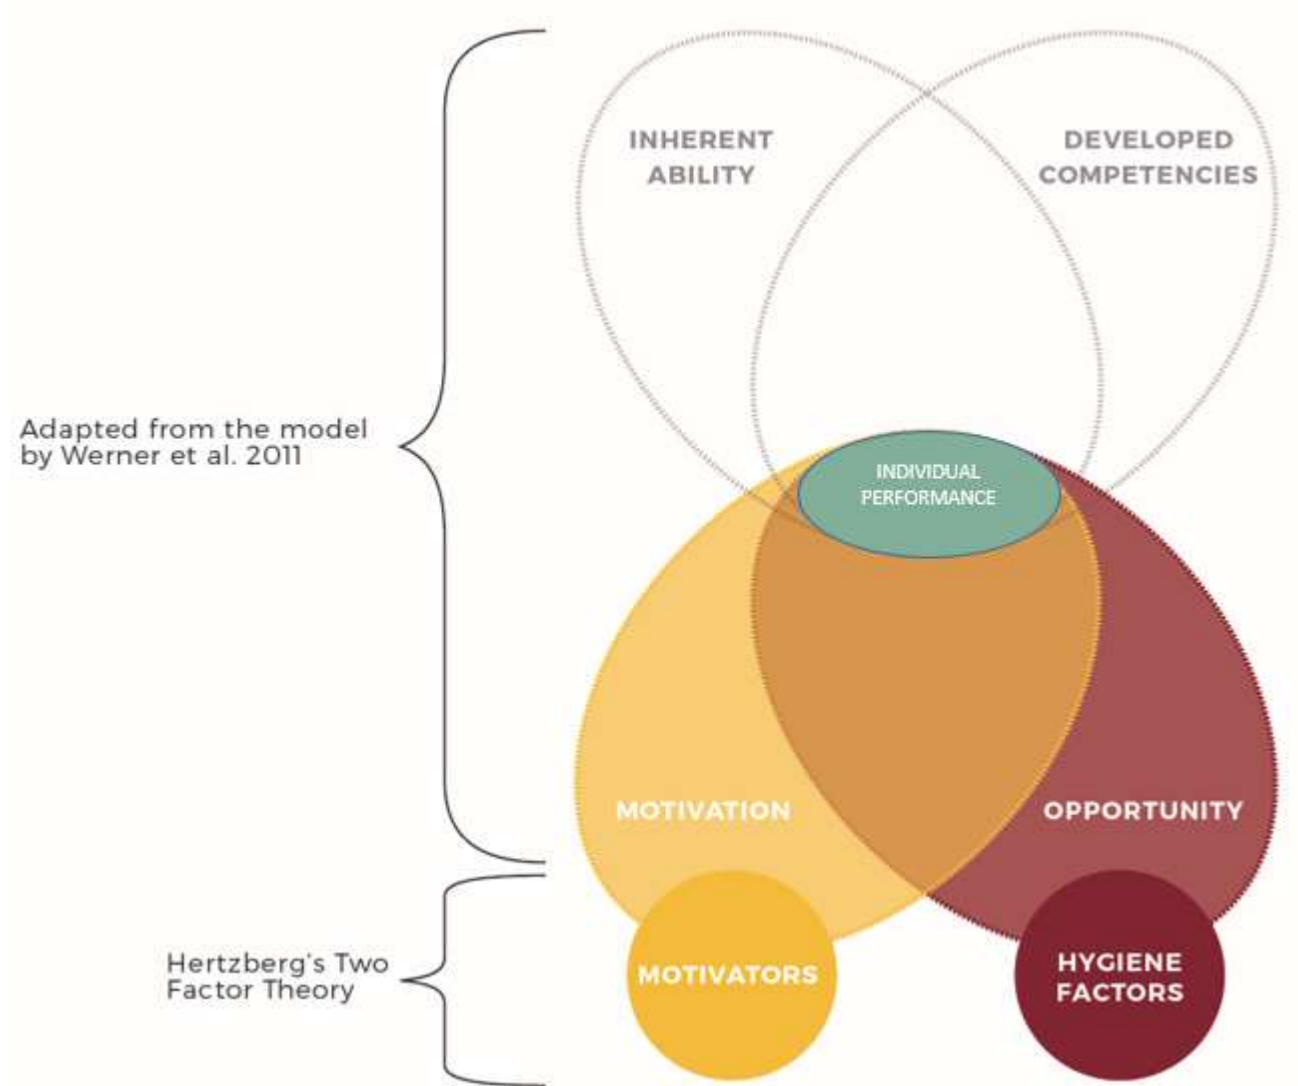 INHERENT
ABILITY
DEVELOPED
COMPETENCIES
Adapted from the model
by Werner et al. 2011
INDIVIDUAL
PERFORMANCE
MOTIVATION
OPPORTUNITY
Hertzberg's Two
Factor Theory
MOTIVATORS
HYGIENE
FACTORS